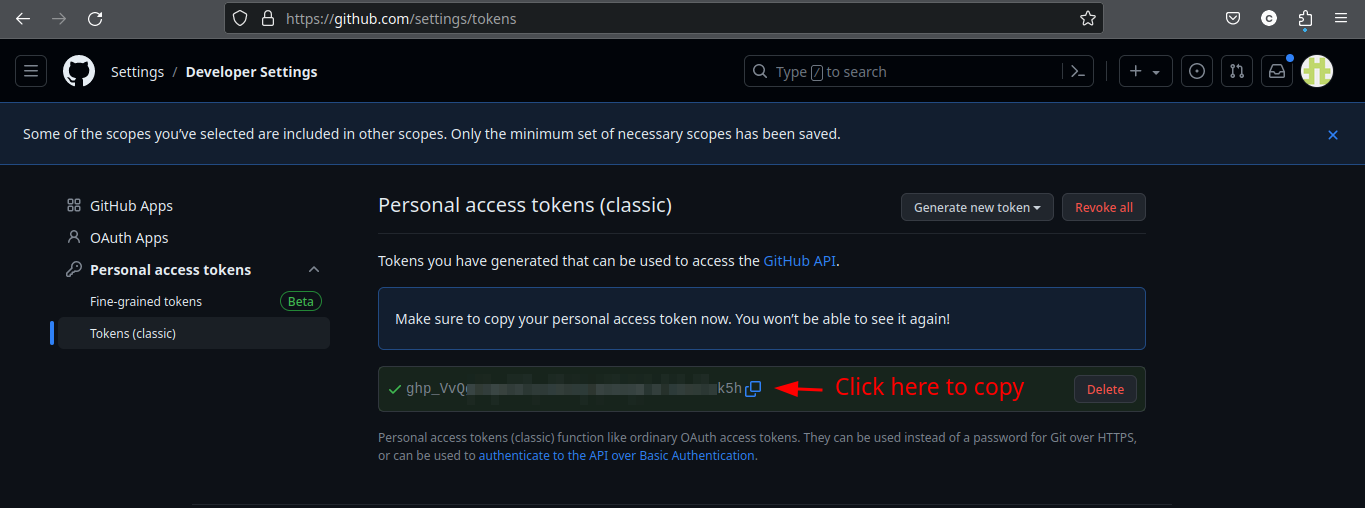 https://github.com/settings/tokens
Settings / Developer Settings
Type / to search
Some of the scopes you’ve selected are included in other scopes. Only the minimum set of necessary scopes has been saved.
GitHub Apps
OAuth Apps
Personal access tokens
Fine-grained tokens Beta
Tokens (classic)
Personal access tokens (classic)
Generate new token
Revoke all
Tokens you have generated that can be used to access the GitHub API.
Make sure to copy your personal access token now. You won’t be able to see it again!
Click here to copy
Delete
Personal access tokens (classic) function like ordinary OAuth access tokens. They can be used instead of a password for Git over HTTPS,
or can be used to authenticate to the API over Basic Authentication.